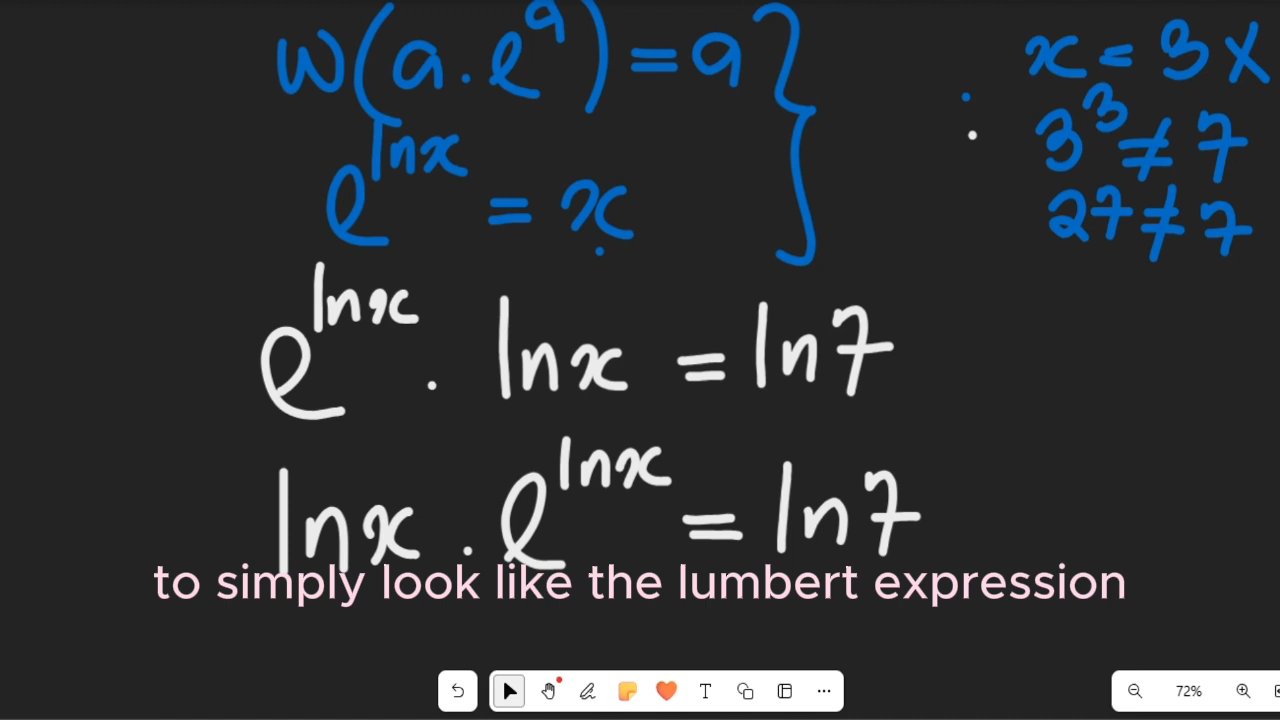 w(a.e^a) = a }
e^lnx = x
x = 3 X
3^3 ≠ 7
27 ≠ 7
e^lnx . lnx = ln7
lnx . e^lnx = ln7
to simply look like the lumbert expression
T
72%